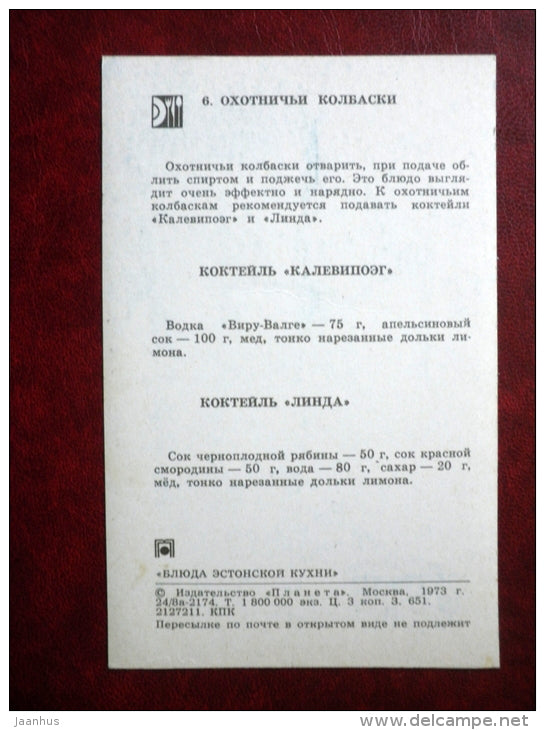 6. ОХОТНИЧЬИ КОЛБАСКИ
Охотничьи колбаски отварить, при подаче об-
лить спиртом и поджечь его. Это блюдо выгля-
дит очень эффектно и нарядно. К охотничьим
колбаскам рекомендуется подавать коктейли
«Калевипоэг» и «Линда».
КОКТЕЙЛЬ «КАЛЕВИПОЭГ»
Водка «Виру-Валге» — 75 г, апельсиновый
сок — 100 г, мед, тонко нарезанные дольки ли-
мона.
КОКТЕЙЛЬ «ЛИНДА»
Сок черноплодной рябины — 50 г, сок красной
смородины — 50 г, вода — 80 г, сахар — 20 г,
мёд, тонко нарезанные дольки лимона.
«БЛЮДА ЭСТОНСКОЙ КУХНИ»
© Издательство «Планета». Москва, 1973 г.
24/8а-2174. Т. 1 800 000 экз. Ц. 3 коп. З. 651.
2127211. КПК
Пересылке по почте в открытом виде не подлежит
jaanhus
www.delcampe.net